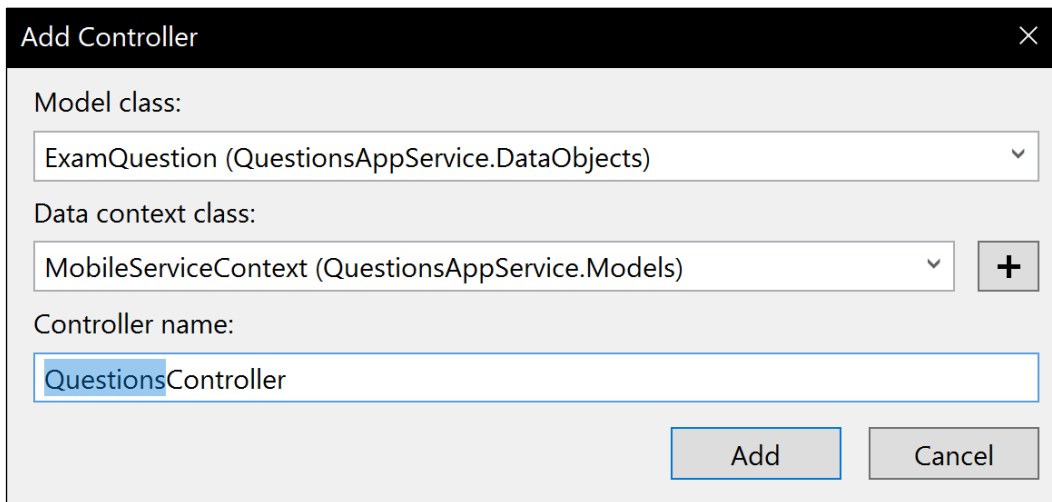 Add Controller
Model class:
ExamQuestion (QuestionsAppService.DataObjects)
Data context class:
MobileServiceContext (QuestionsAppService.Models)
+
Controller name:
QuestionsController
Add Cancel